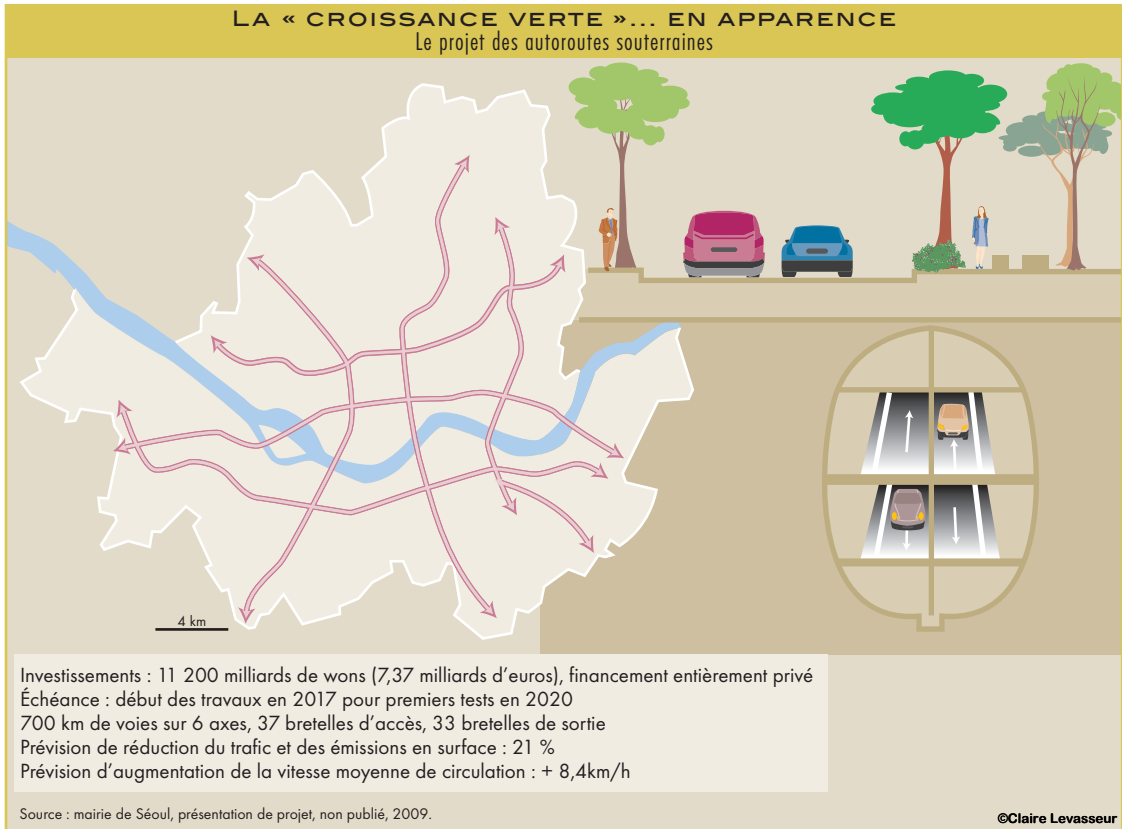 LA « CROISSANCE VERTE »... EN APPARENCE
Le projet des autoroutes souterraines
4 km
Investissements : 11 200 milliards de wons (7,37 milliards d'euros), financement entièrement privé
Échéance : début des travaux en 2017 pour premiers tests en 2020
700 km de voies sur 6 axes, 37 bretelles d'accès, 33 bretelles de sortie
Prévision de réduction du trafic et des émissions en surface : 21 %
Prévision d'augmentation de la vitesse moyenne de circulation : + 8,4km/h
Source : mairie de Séoul, présentation de projet, non publié, 2009.
©Claire Levasseur